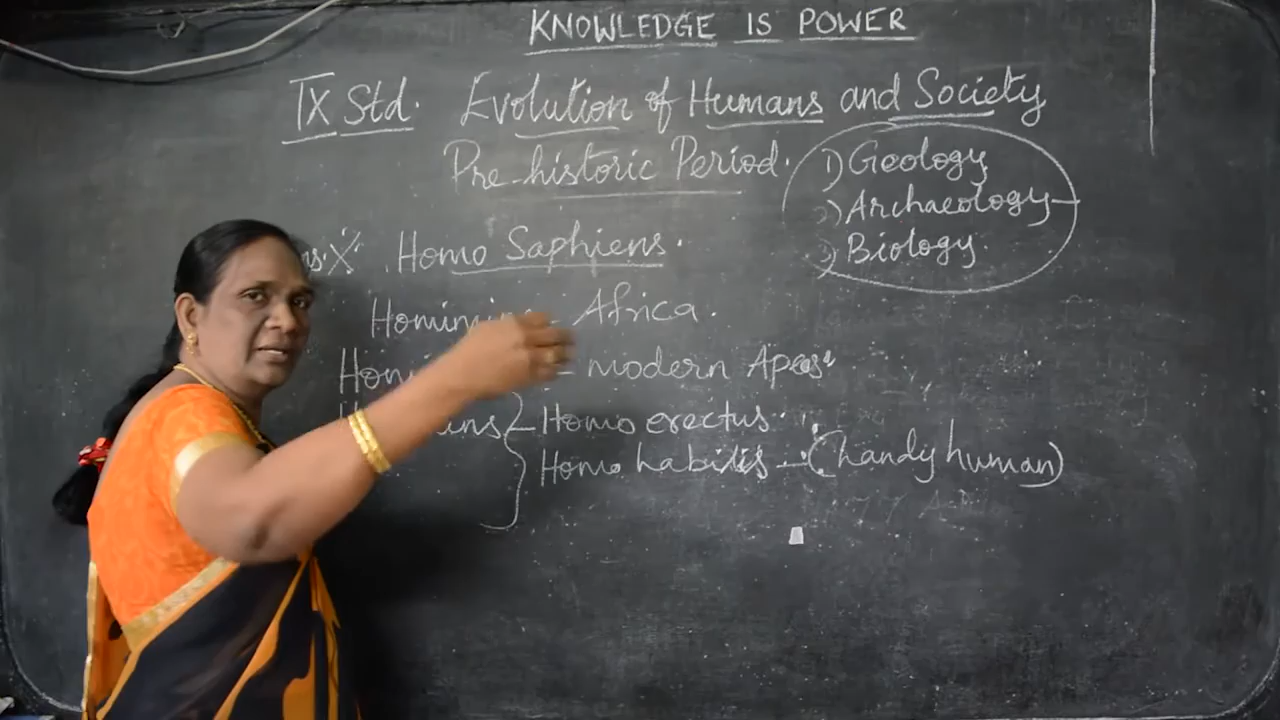 KNOWLEDGE IS POWER
IX Std. Evolution of Humans and Society
Pre-historic Period.
1) Geology
2) Archaeology
3) Biology.
Homo Saphiens.
Africa.
modern Apes
Homo erectus.
Homo habilis - (handy human)